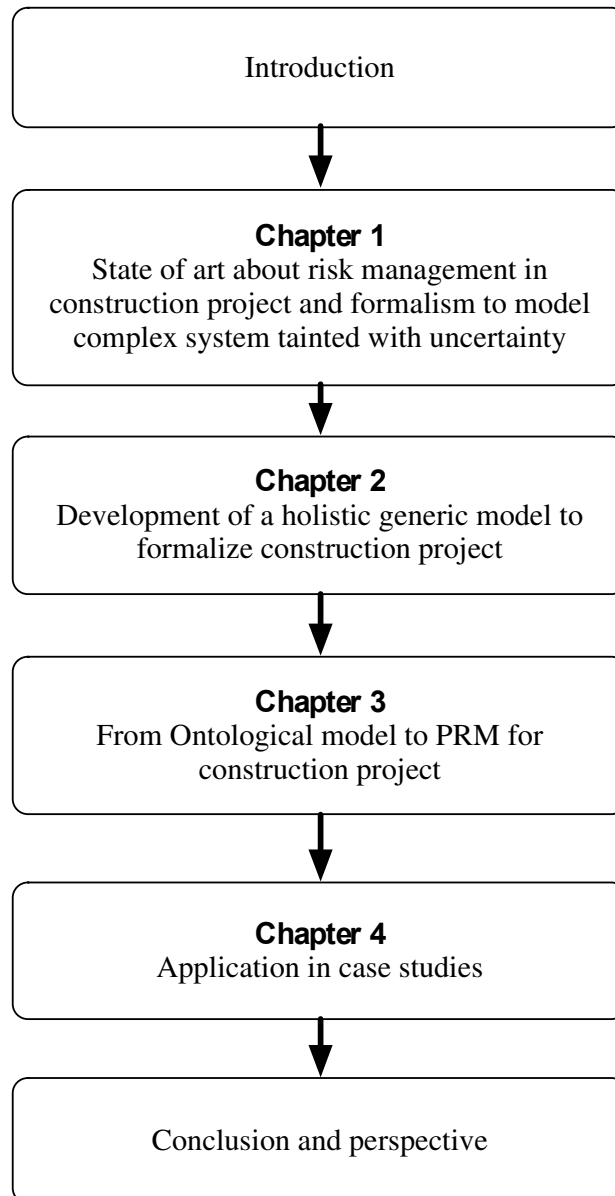 Introduction
Chapter 1
State of art about risk management in
construction project and formalism to model
complex system tainted with uncertainty
Chapter 2
Development of a holistic generic model to
formalize construction project
Chapter 3
From Ontological model to PRM for
construction project
Chapter 4
Application in case studies
Conclusion and perspective